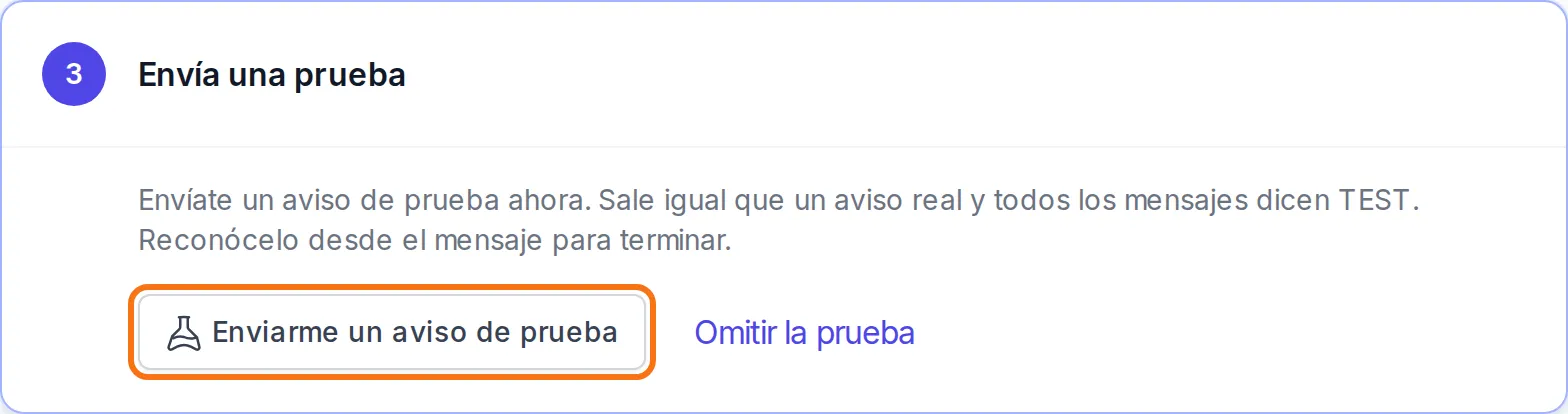 3
Envía una prueba
Envíate un aviso de prueba ahora. Sale igual que un aviso real y todos los mensajes dicen TEST.
Reconócelo desde el mensaje para terminar.
Enviarme un aviso de prueba
Omitir la prueba